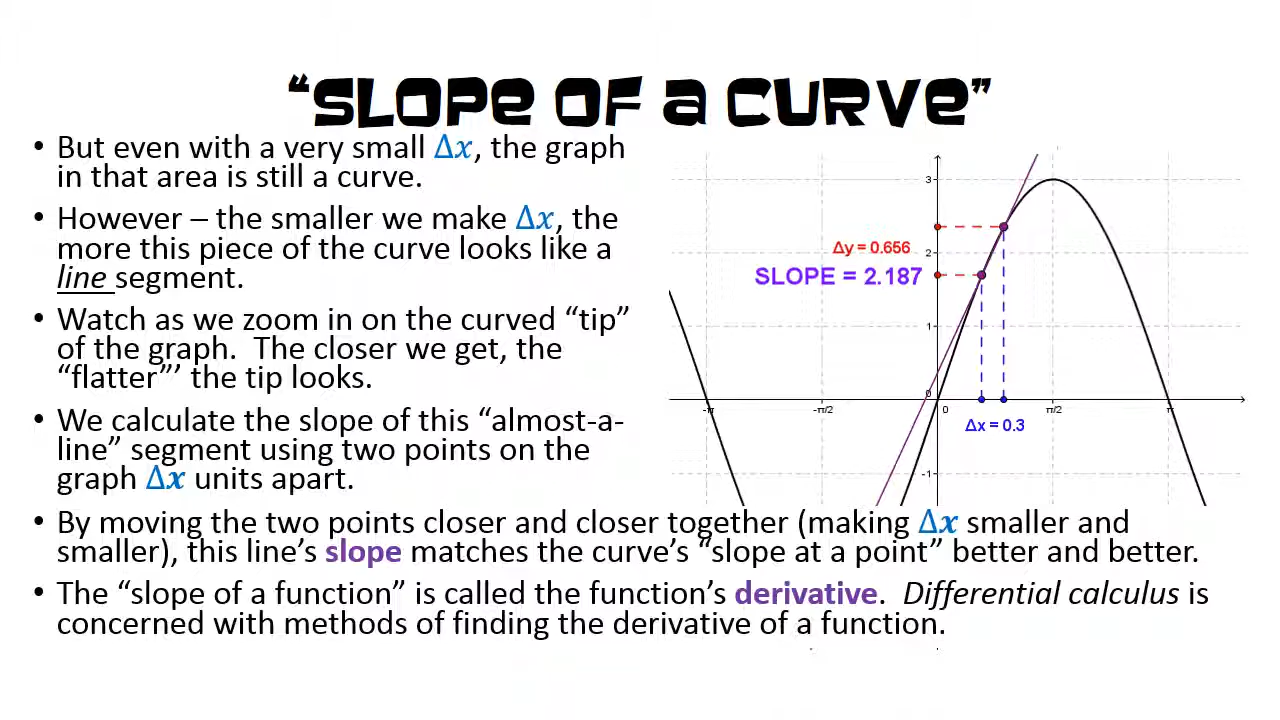 “SLOPE OF a CURVE”
• But even with a very small Δx, the graph
in that area is still a curve.
• However – the smaller we make Δx, the
more this piece of the curve looks like a
line segment.
• Watch as we zoom in on the curved “tip”
of the graph.  The closer we get, the
“flatter”’ the tip looks.
• We calculate the slope of this “almost-a-
line” segment using two points on the
graph Δx units apart.
• By moving the two points closer and closer together (making Δx smaller and
smaller), this line’s slope matches the curve’s “slope at a point” better and better.
• The “slope of a function” is called the function’s derivative.  Differential calculus is
concerned with methods of finding the derivative of a function.
3
Δy = 0.656
2
SLOPE = 2.187
1
0
-π
-π/2
0
π/2
π
Δx = 0.3
-1